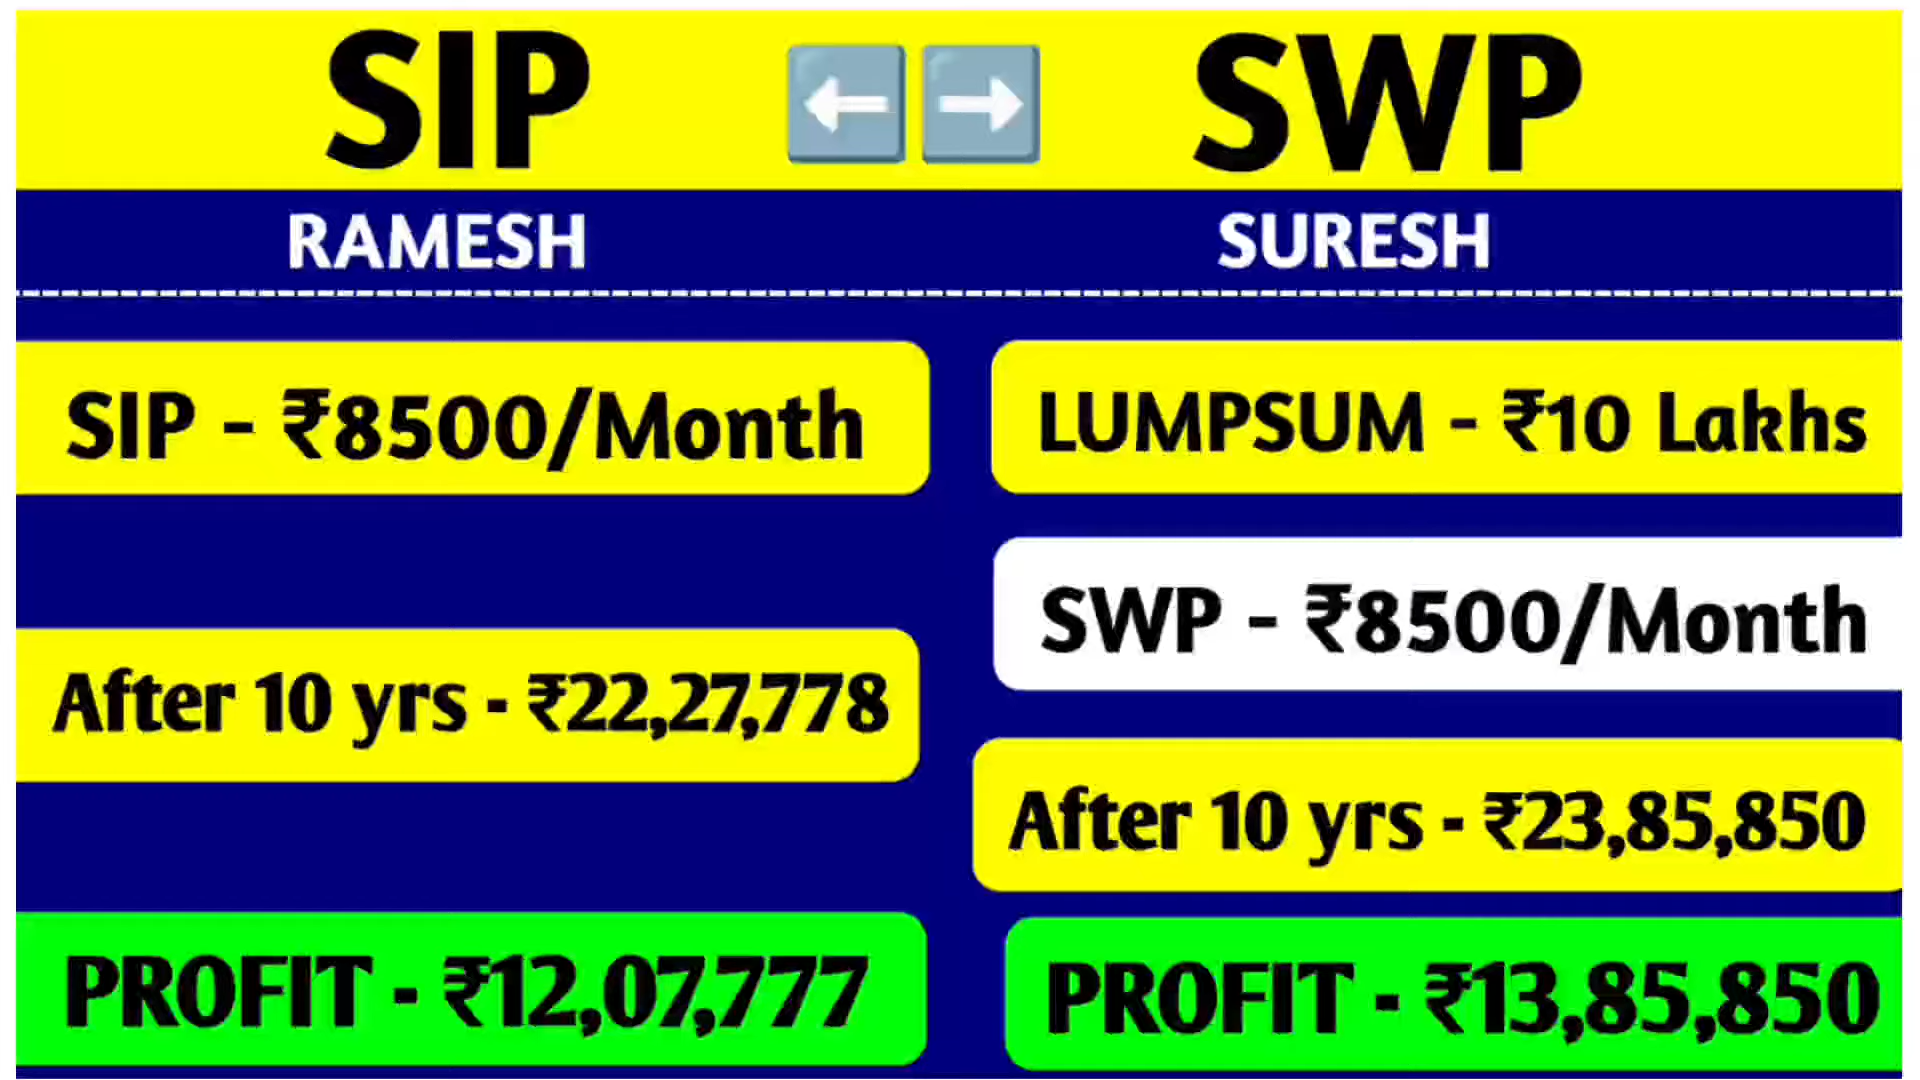 SIP
SWP
RAMESH
SURESH
SIP - ₹8500/Month
LUMPSUM - ₹10 Lakhs
SWP - ₹8500/Month
After 10 yrs - ₹22,27,778
After 10 yrs - ₹23,85,850
PROFIT - ₹12,07,777
PROFIT - ₹13,85,850